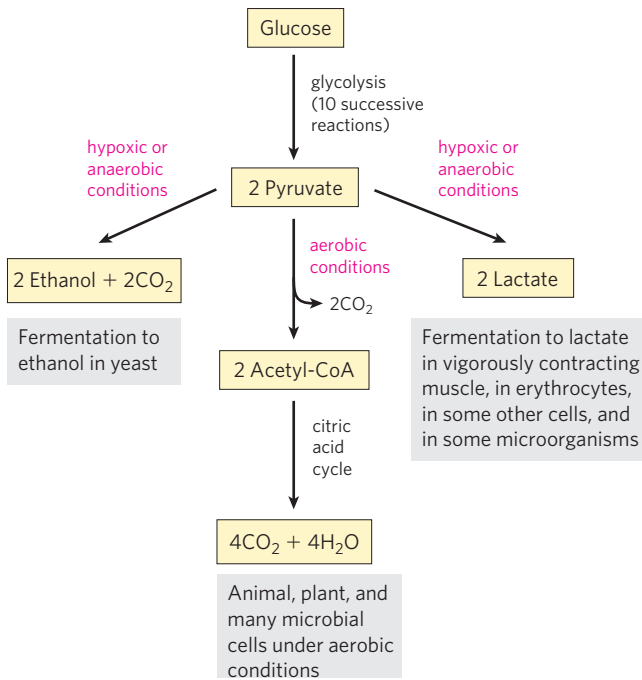 Glucose
glycolysis
(10 successive
reactions)
hypoxic or
anaerobic
conditions
hypoxic or
anaerobic
conditions
2 Pyruvate
aerobic
conditions
2 Ethanol + 2CO₂
2CO₂
2 Lactate
Fermentation to
ethanol in yeast
Fermentation to lactate
in vigorously contracting
muscle, in erythrocytes,
in some other cells, and
in some microorganisms
2 Acetyl-CoA
citric
acid
cycle
4CO₂ + 4H₂O
Animal, plant, and
many microbial
cells under aerobic
conditions